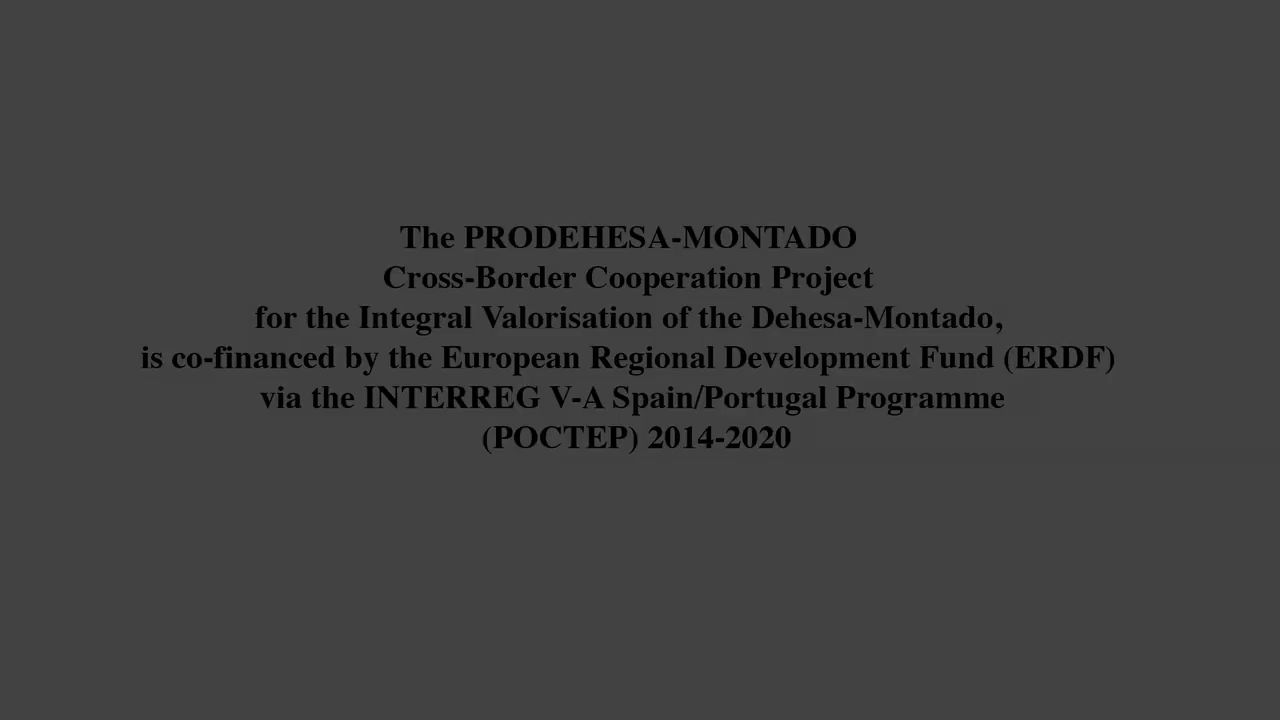 The PRODEHESA-MONTADO
Cross-Border Cooperation Project
for the Integral Valorisation of the Dehesa-Montado,
is co-financed by the European Regional Development Fund (ERDF)
via the INTERREG V-A Spain/Portugal Programme
(POCTEP) 2014-2020